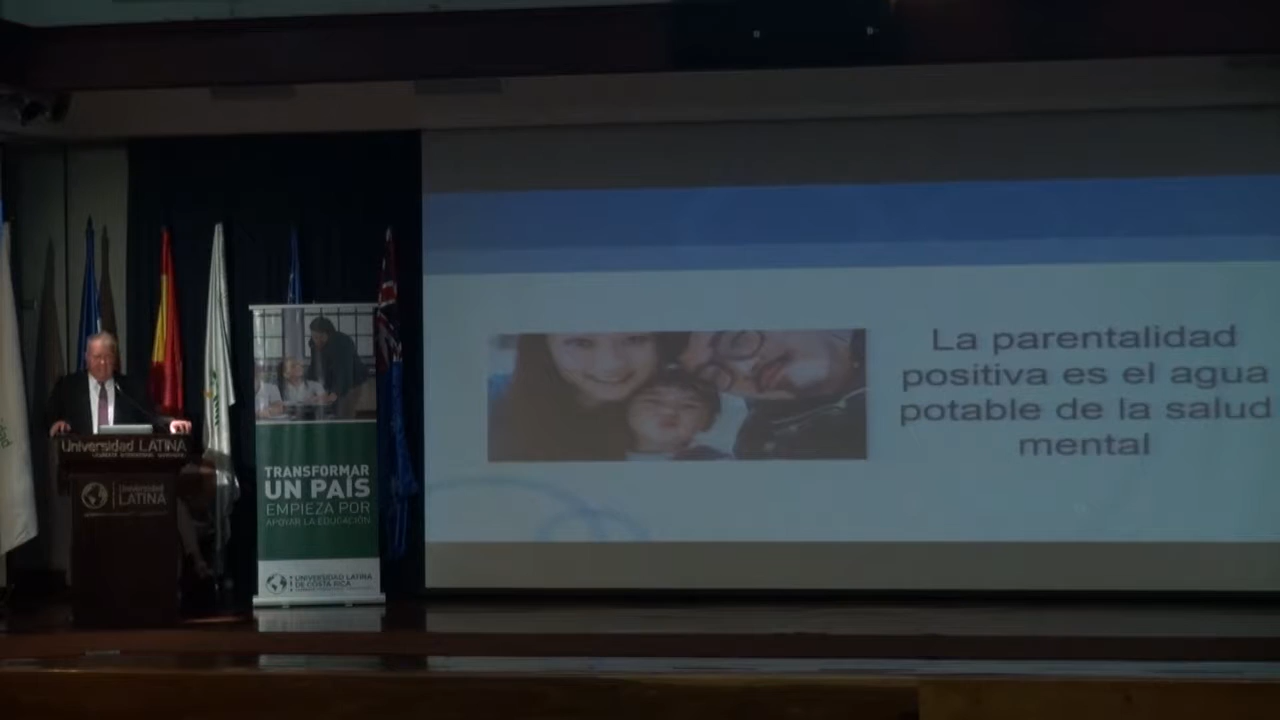 La parentalidad
positiva es el agua
potable de la salud
mental
Universidad LATINA
Universidad
LATINA
TRANSFORMAR
UN PAÍS
EMPIEZA POR
APOYAR LA EDUCACIÓN
UNIVERSIDAD LATINA
DE COSTA RICA